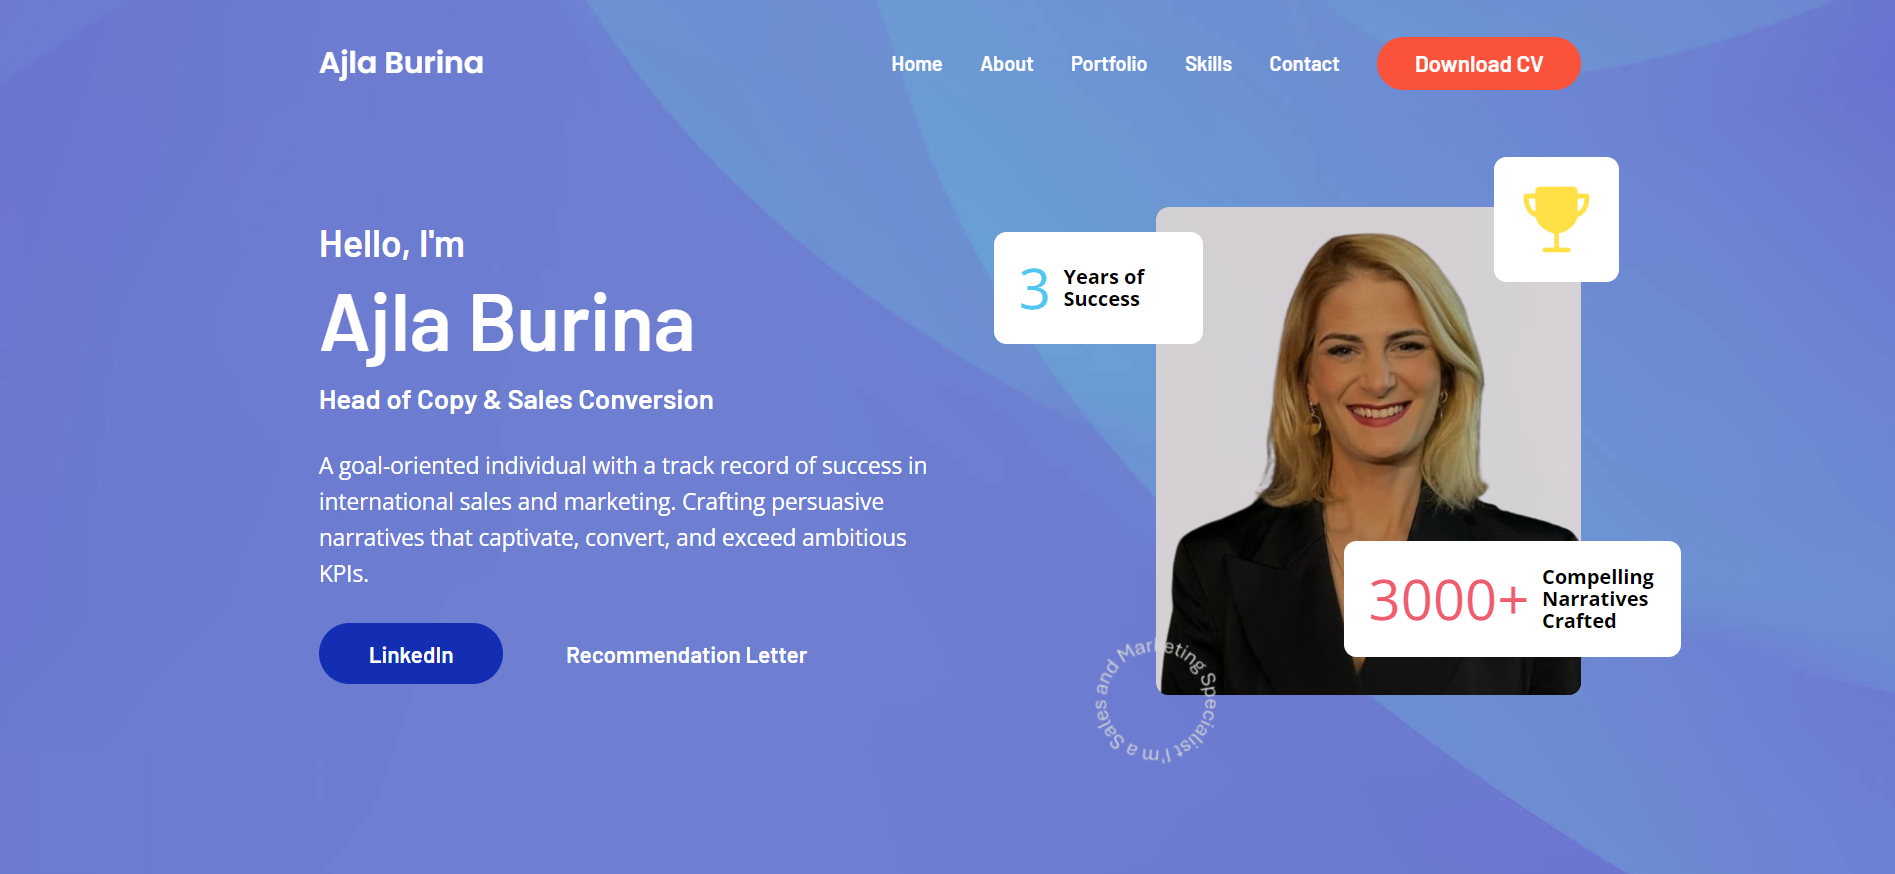 Ajla Burina
Home
About
Portfolio
Skills
Contact
Download CV
Hello, I'm
Ajla Burina
Head of Copy & Sales Conversion
A goal-oriented individual with a track record of success in
international sales and marketing. Crafting persuasive
narratives that captivate, convert, and exceed ambitious
KPIs.
LinkedIn
Recommendation Letter
3
Years of
Success
3000+
Compelling
Narratives
Crafted
I'm a Sales and Marketing Specialist